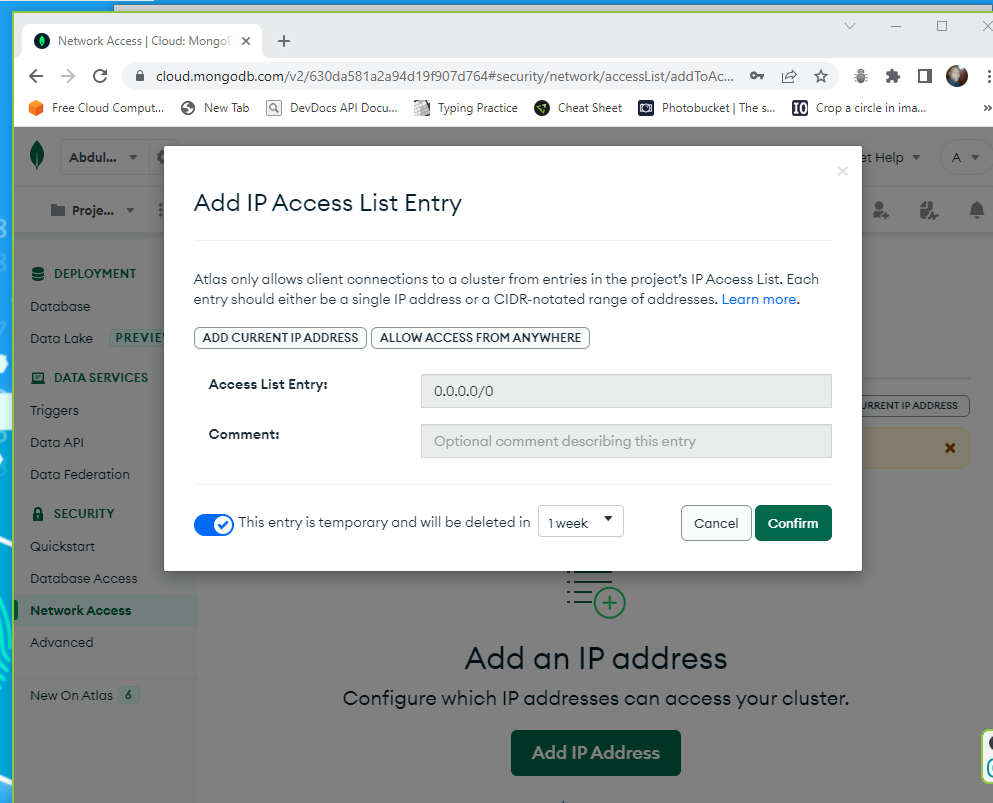 Network Access | Cloud: MongoD
cloud.mongodb.com/v2/630da581a2a94d19f907d764#security/network/accessList/addToAc...
Free Cloud Comput...
New Tab
DevDocs API Docu...
Typing Practice
Cheat Sheet
Photobucket | The s...
Crop a circle in ima...
Abdul...
et Help
A
Proje...
Add IP Access List Entry
Atlas only allows client connections to a cluster from entries in the project's IP Access List. Each
entry should either be a single IP address or a CIDR-notated range of addresses. Learn more.
ADD CURRENT IP ADDRESS
ALLOW ACCESS FROM ANYWHERE
Access List Entry:
0.0.0.0/0
Comment:
Optional comment describing this entry
This entry is temporary and will be deleted in
1 week
Cancel
Confirm
URRENT IP ADDRESS
DEPLOYMENT
Database
Data Lake
PREVIE
DATA SERVICES
Triggers
Data API
Data Federation
SECURITY
Quickstart
Database Access
Network Access
Advanced
New On Atlas 6
Add an IP address
Configure which IP addresses can access your cluster.
Add IP Address